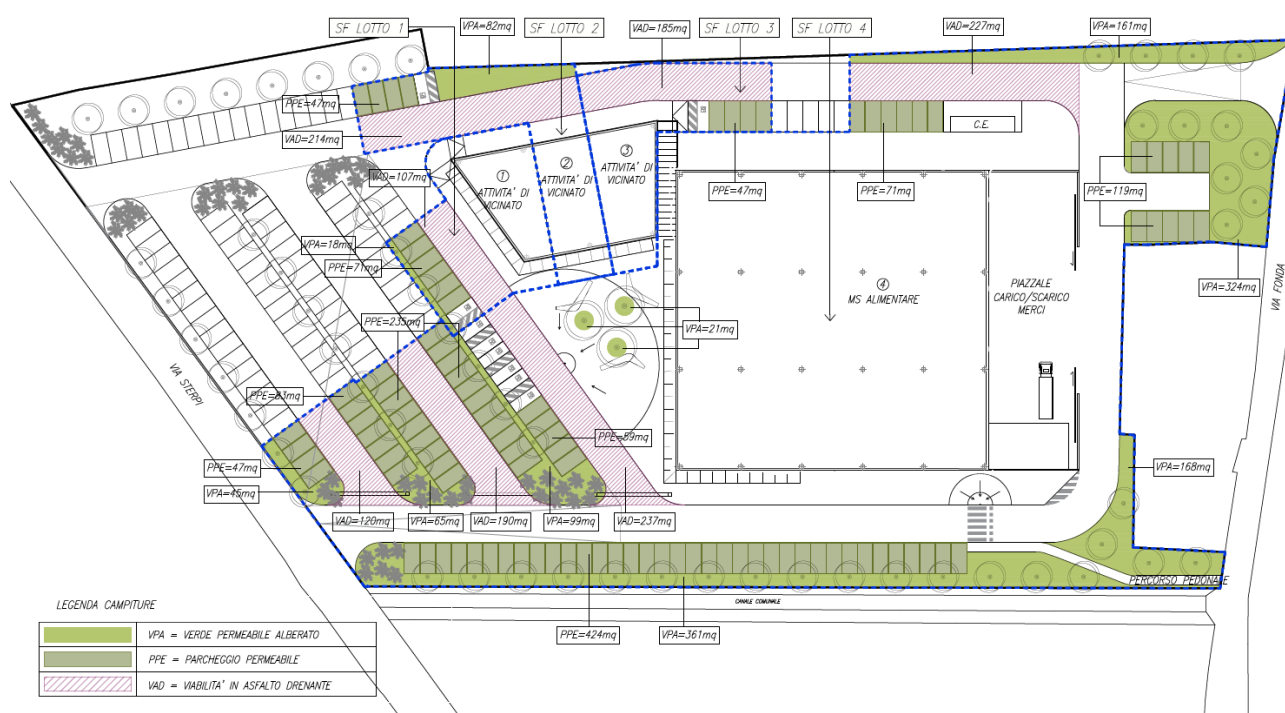 SF LOTTO 1
VPA=82mq
SF LOTTO 2
VAD=185mq
SF LOTTO 3
SF LOTTO 4
VAD=227mq
VPA=161mq
PPE=47mq
VAD=214mq
VAD=107mq
1
ATTIVITA' DI
VICINATO
2
ATTIVITA' DI
VICINATO
3
ATTIVITA' DI
VICINATO
C.E.
PPE=47mq
PPE=71mq
PPE=119mq
VPA=18mq
PPE=71mq
PPE=235mq
VPA=21mq
4
MS ALIMENTARE
PIAZZALE
CARICO/SCARICO
MERCI
VPA=324mq
VIA FONDA
VIA STERPI
PPE=83mq
PPE=47mq
VPA=45mq
PPE=89mq
VPA=168mq
VAD=120mq
VPA=65mq
VAD=190mq
VPA=99mq
VAD=237mq
PERCORSO PEDONALE
CANALE COMUNALE
PPE=424mq
VPA=361mq
LEGENDA CAMPITURE
VPA = VERDE PERMEABILE ALBERATO
PPE = PARCHEGGIO PERMEABILE
VAD = VIABILITA' IN ASFALTO DRENANTE